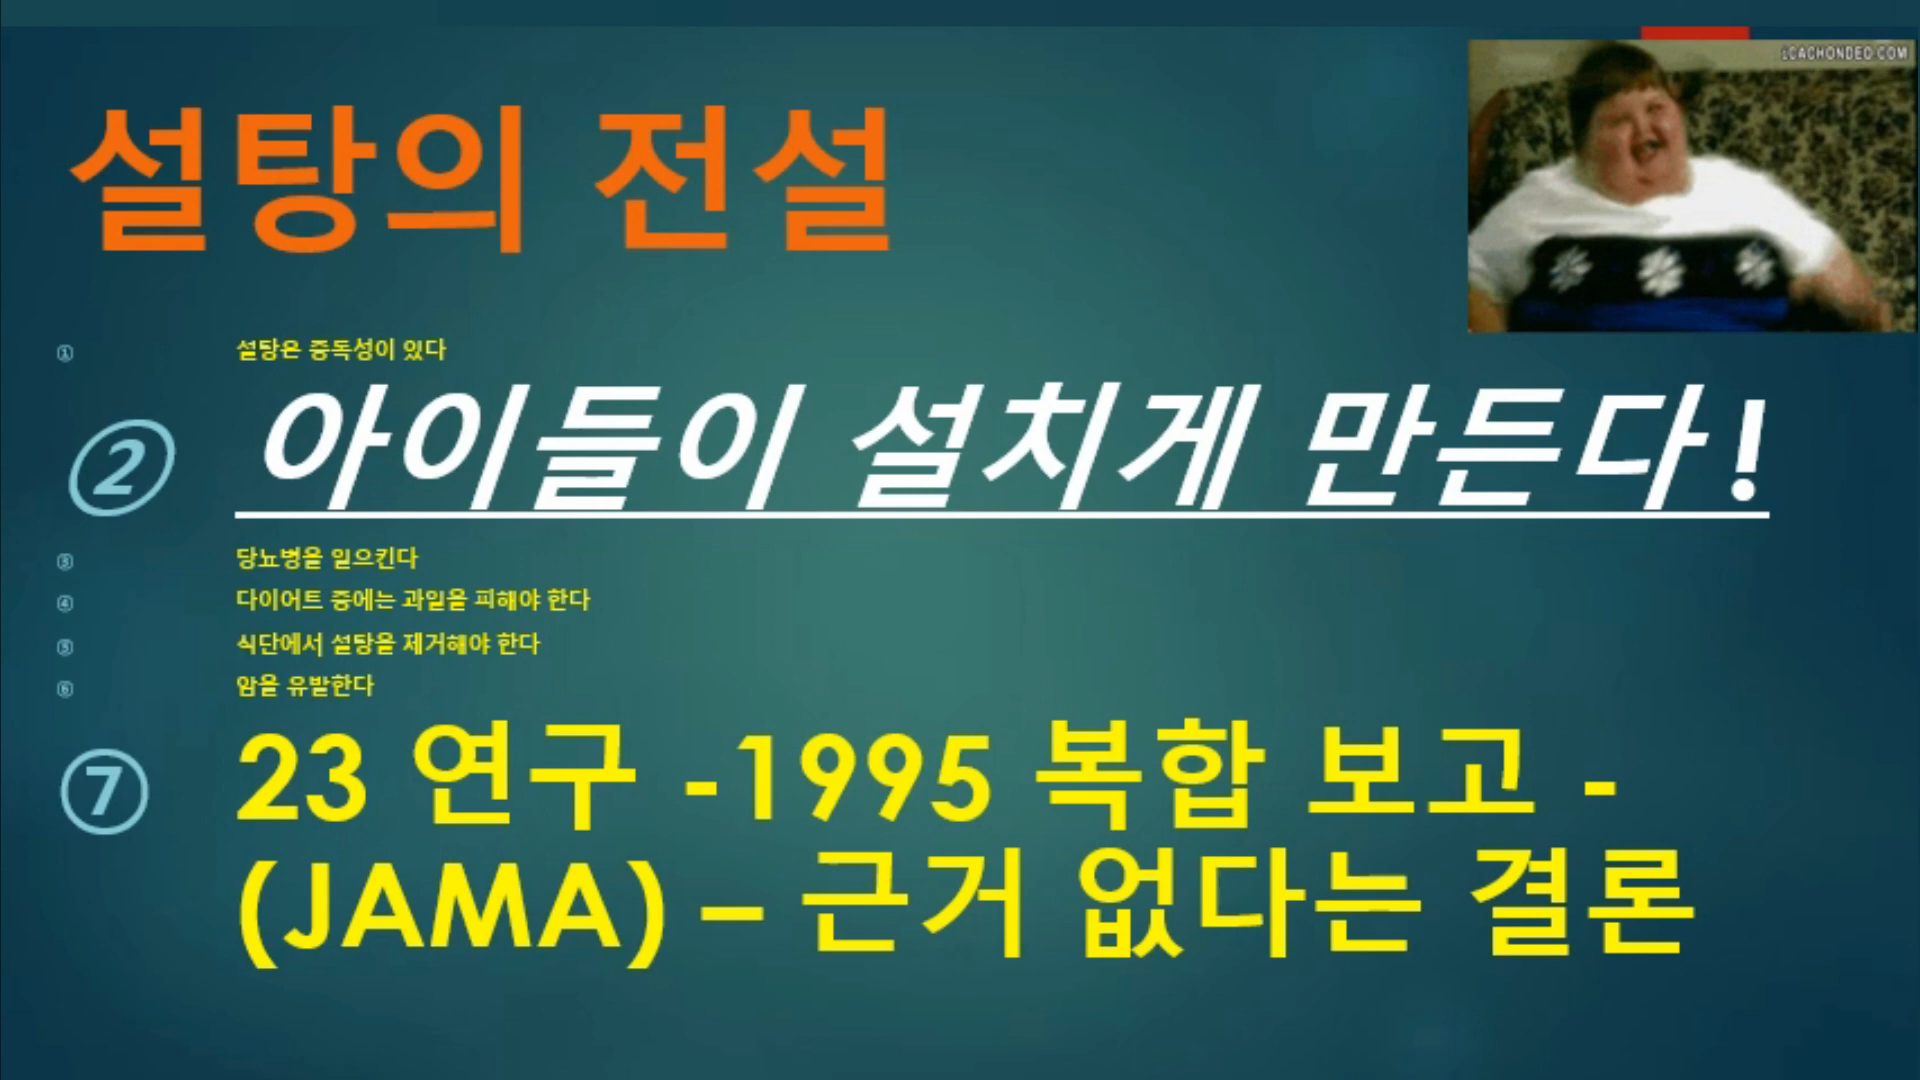 LCACHONDEO.COM
설탕의 전설
① 설탕은 중독성이 있다
② 아이들이 설치게 만든다!
③ 당뇨병을 일으킨다
④ 다이어트 중에는 과일을 피해야 한다
⑤ 식단에서 설탕을 제거해야 한다
⑥ 암을 유발한다
⑦ 23 연구 -1995 복합 보고 -
(JAMA) – 근거 없다는 결론